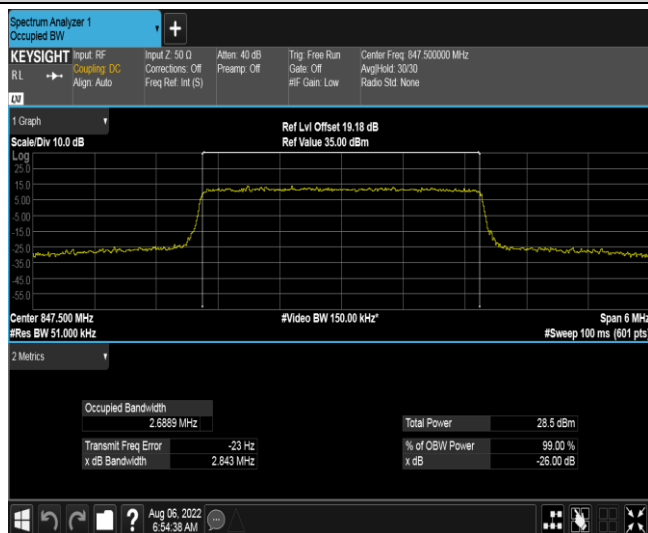 Spectrum Analyzer 1
Occupied BW
+
KEYSIGHT Input: RF Input Z: 50 Ω Atten: 40 dB Trig: Free Run Center Freq: 847.500000 MHz
RL Coupling: DC Corrections: Off Preamp: Off Gate: Off Avg|Hold: 30/30
Align: Auto Freq Ref: Int (S) #IF Gain: Low Radio Std: None
LXI
1 Graph Ref Lvl Offset 19.18 dB
Scale/Div 10.0 dB Ref Value 35.00 dBm
Log
25.0
15.0
5.00
-5.00
-15.0
-25.0
-35.0
-45.0
-55.0
Center 847.500 MHz #Video BW 150.00 kHz* Span 6 MHz
#Res BW 51.000 kHz #Sweep 100 ms (601 pts)
2 Metrics
Occupied Bandwidth
2.6889 MHz Total Power 28.5 dBm
Transmit Freq Error -23 Hz % of OBW Power 99.00 %
x dB Bandwidth 2.843 MHz x dB -26.00 dB
? Aug 06, 2022
6:54:38 AM